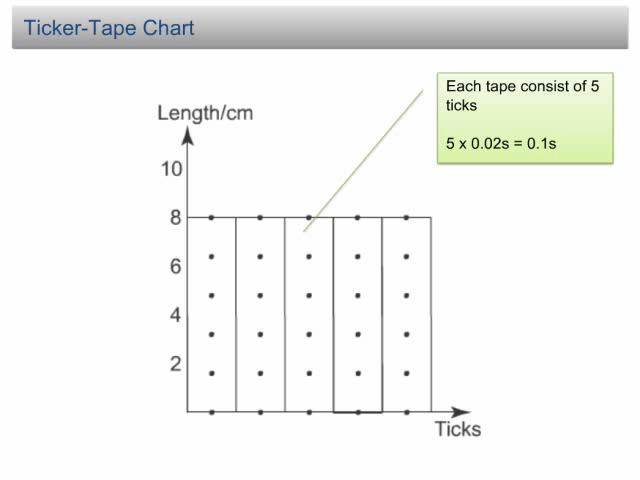 Ticker-Tape Chart
Each tape consist of 5
ticks
5 x 0.02s = 0.1s
Length/cm
10
8
6
4
2
Ticks